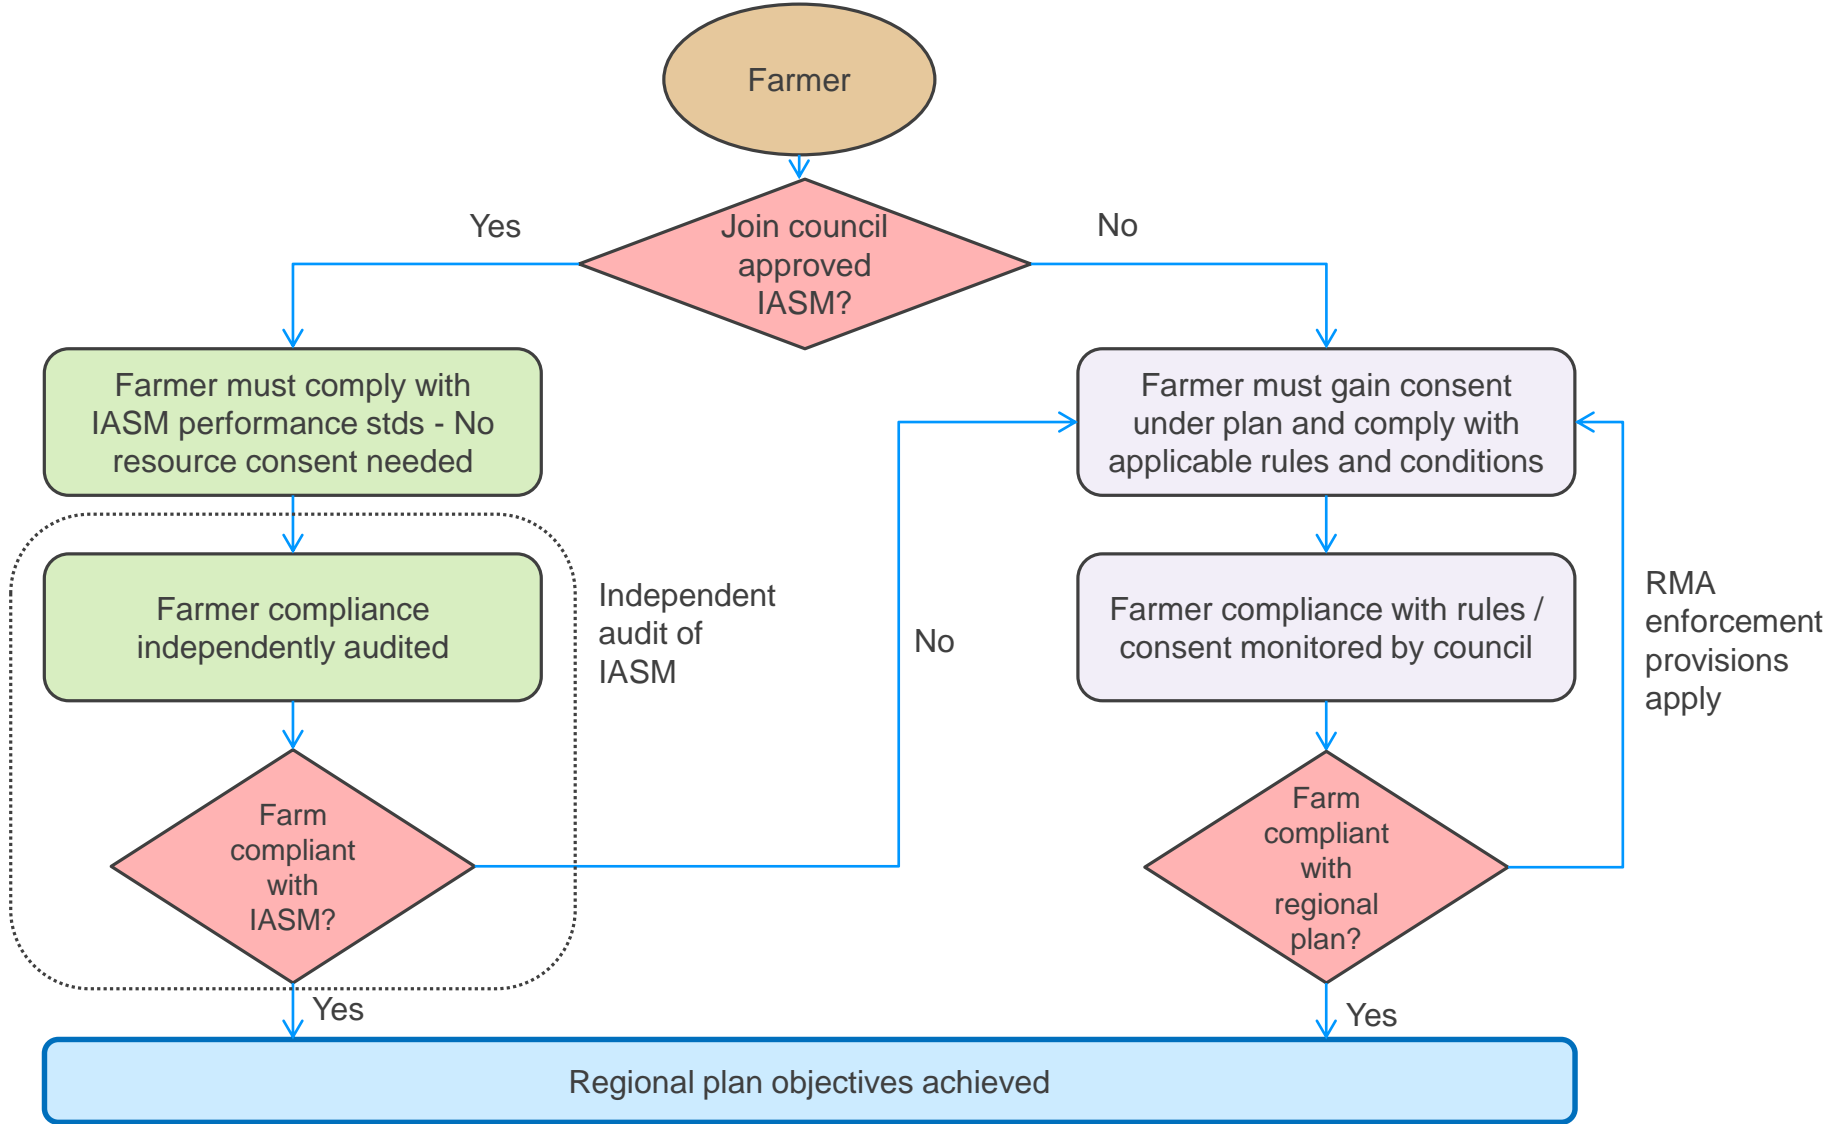 Farmer
Yes
Join council
approved
IASM?
No
Farmer must comply with
IASM performance stds - No
resource consent needed
Farmer must gain consent
under plan and comply with
applicable rules and conditions
Farmer compliance
independently audited
Independent
audit of
IASM
No
Farmer compliance with rules /
consent monitored by council
RMA
enforcement
provisions
apply
Farm
compliant
with
IASM?
Farm
compliant
with
regional
plan?
Yes
Yes
Regional plan objectives achieved